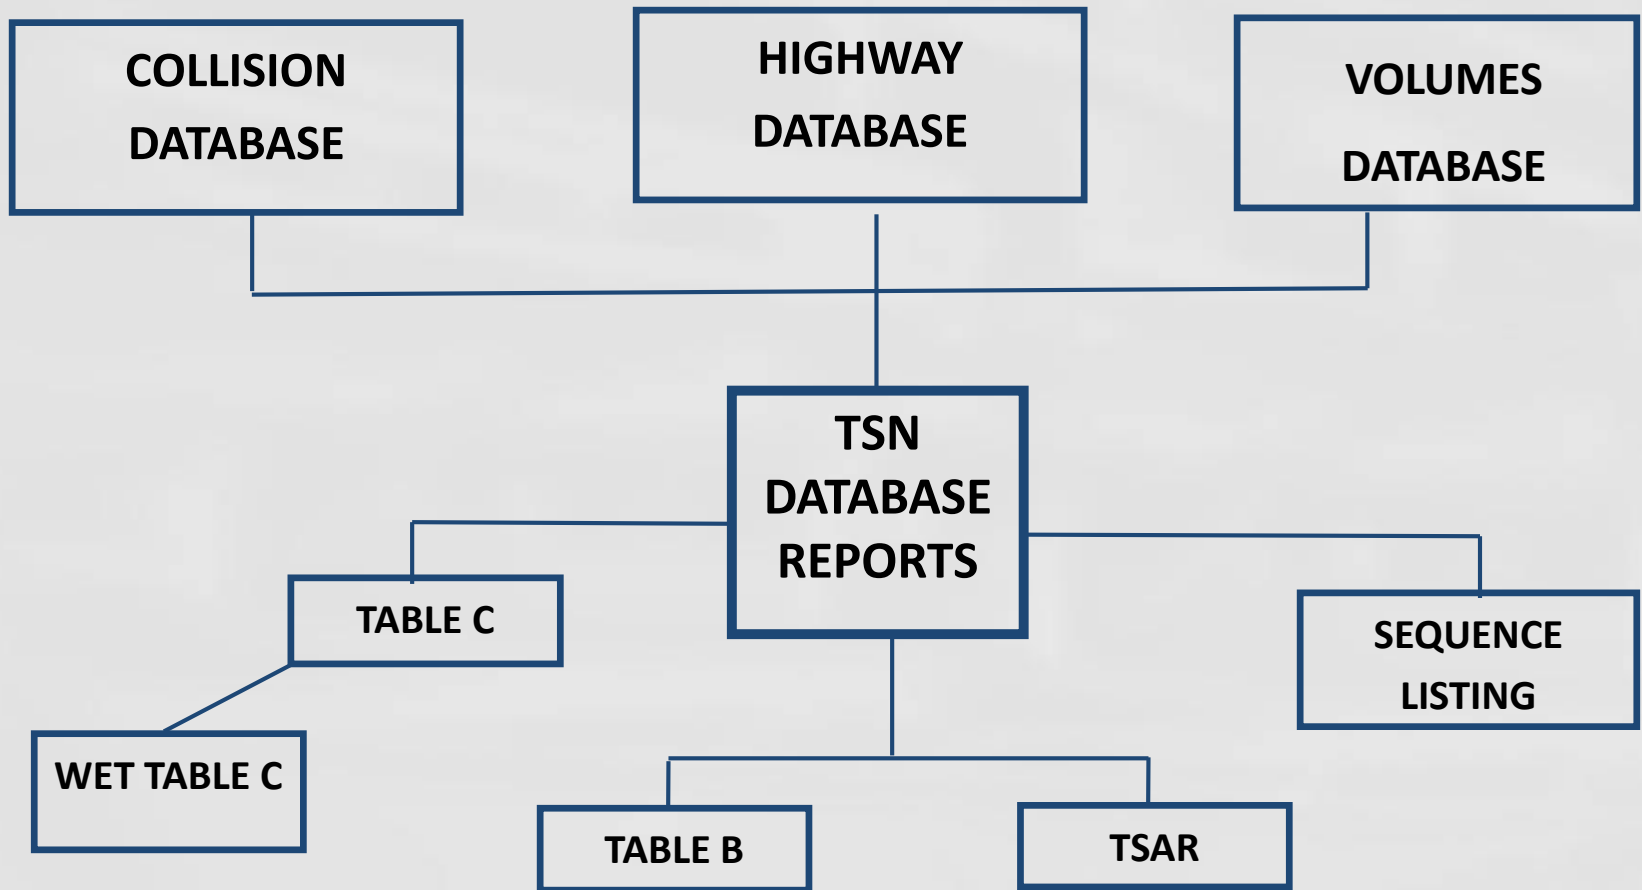 COLLISION
DATABASE
HIGHWAY
DATABASE
VOLUMES
DATABASE
TSN
DATABASE
REPORTS
TABLE C
SEQUENCE
LISTING
WET TABLE C
TABLE B
TSAR